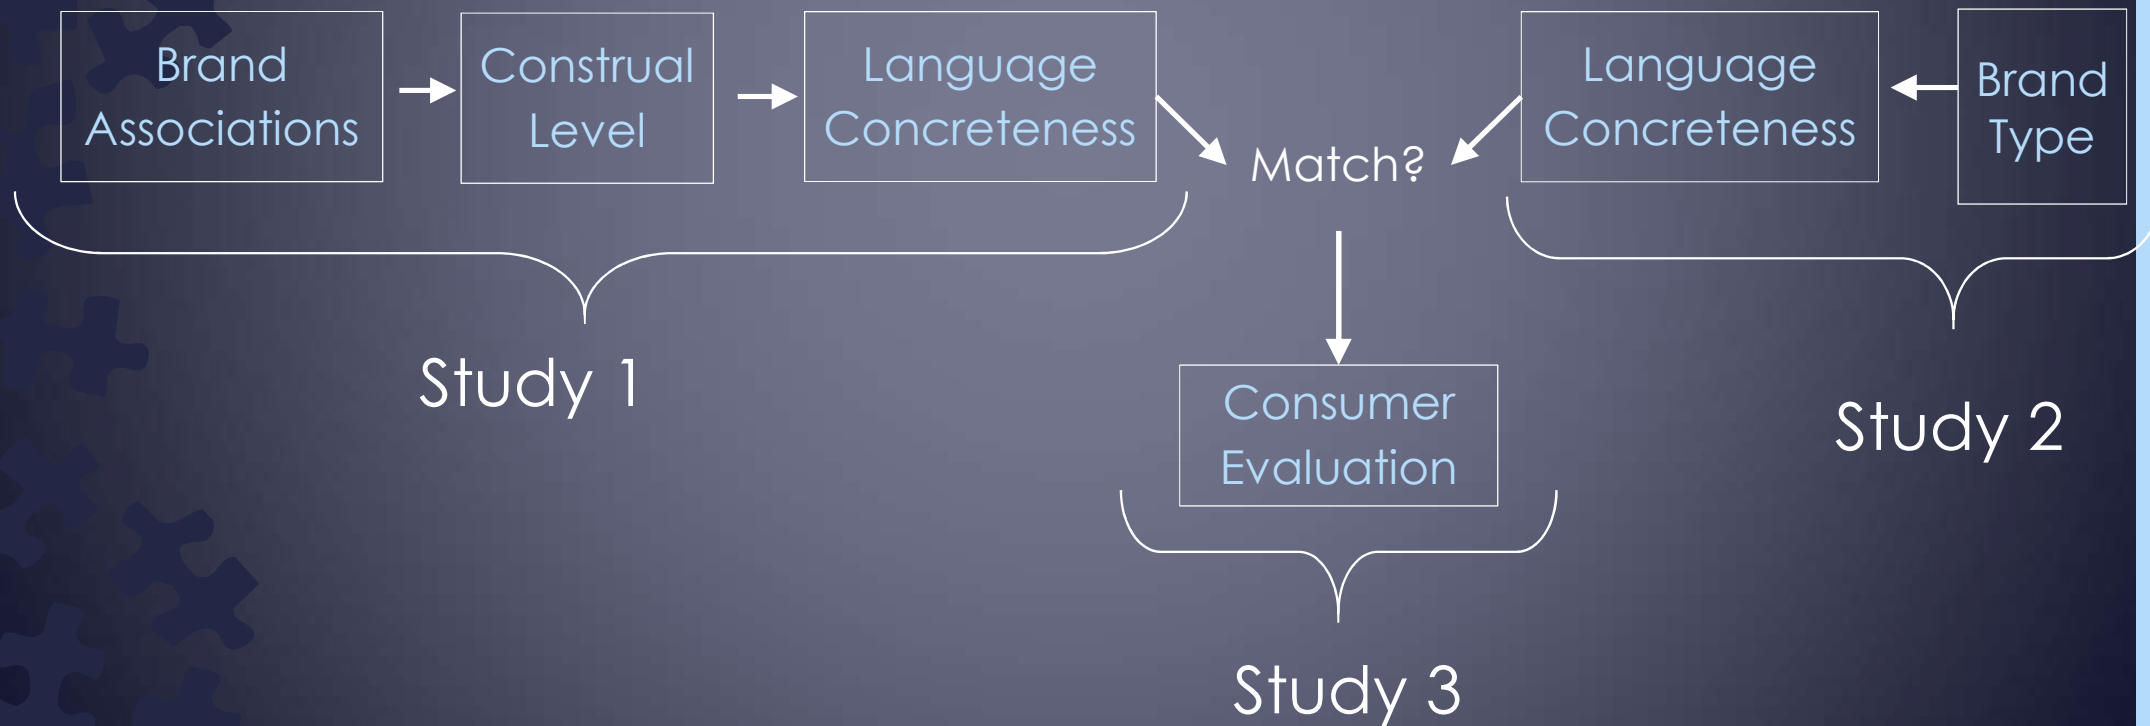 Brand
Associations
Construal
Level
Language
Concreteness
Match?
Language
Concreteness
Brand
Type
Study 1
Consumer
Evaluation
Study 2
Study 3